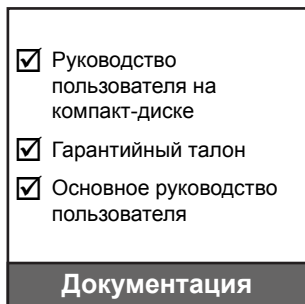 Руководство
пользователя на
компакт-диске
Гарантийный талон
Основное руководство
пользователя
Документация